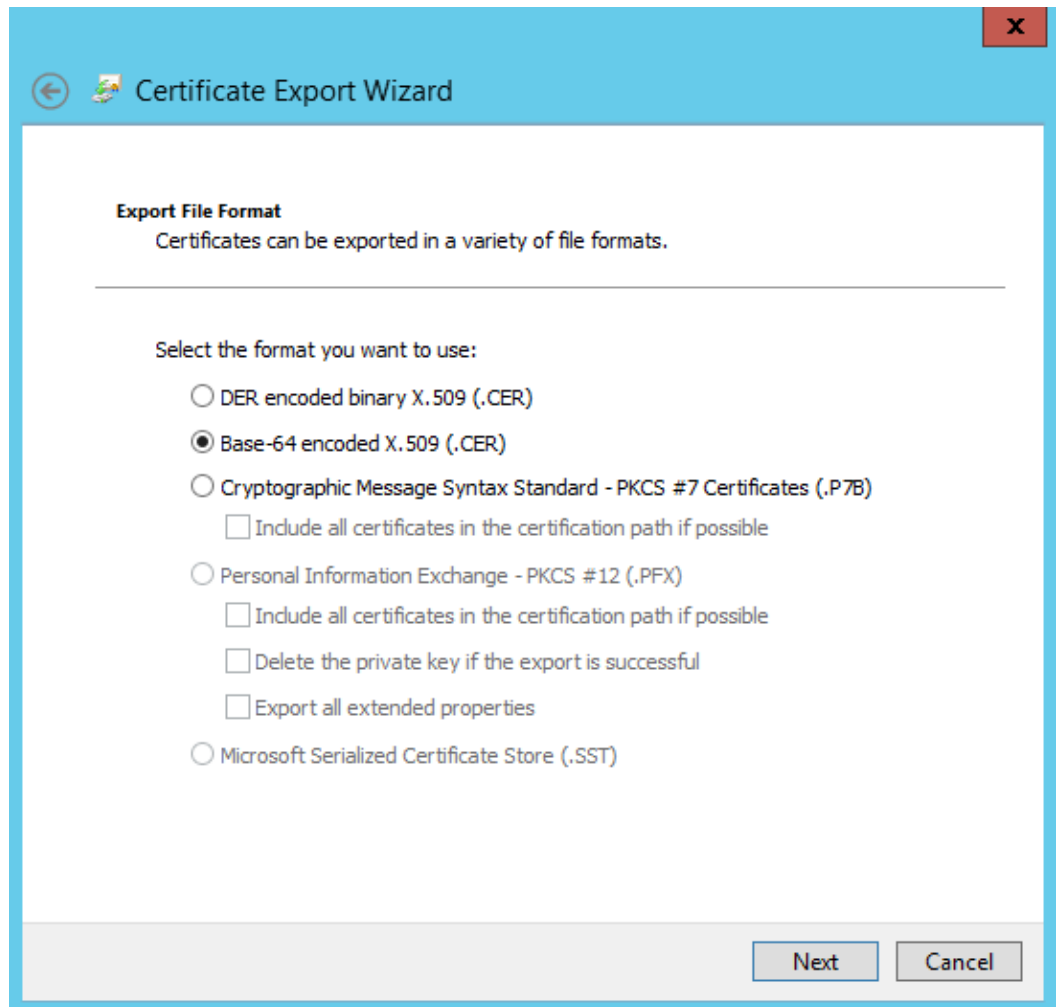 x
Certificate Export Wizard
Export File Format
Certificates can be exported in a variety of file formats.
Select the format you want to use:
DER encoded binary X.509 (.CER)
Base-64 encoded X.509 (.CER)
Cryptographic Message Syntax Standard - PKCS #7 Certificates (.P7B)
Include all certificates in the certification path if possible
Personal Information Exchange - PKCS #12 (.PFX)
Include all certificates in the certification path if possible
Delete the private key if the export is successful
Export all extended properties
Microsoft Serialized Certificate Store (.SST)
Next Cancel